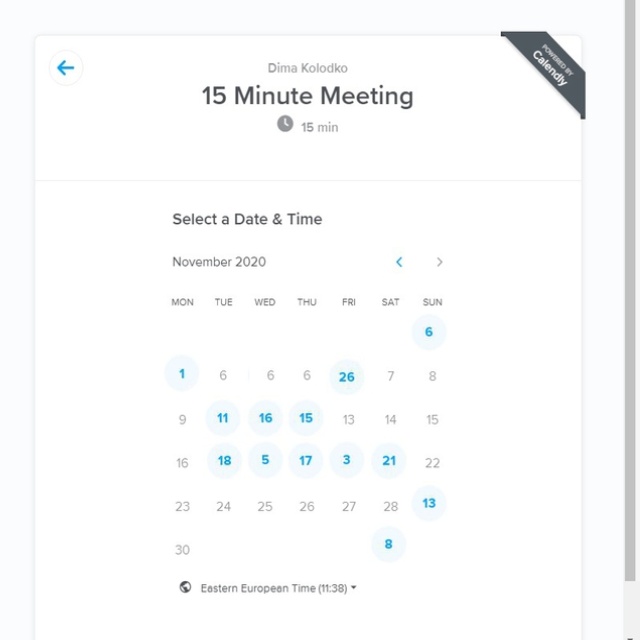 POWERED BY
Calendly
Dima Kolodko
15 Minute Meeting
15 min
Select a Date & Time
November 2020
MON TUE WED THU FRI SAT SUN
6
1 6 6 6 26 7 8
9 11 16 15 13 14 15
16 18 5 17 3 21 22
23 24 25 26 27 28 13
30 8
Eastern European Time (11:38)